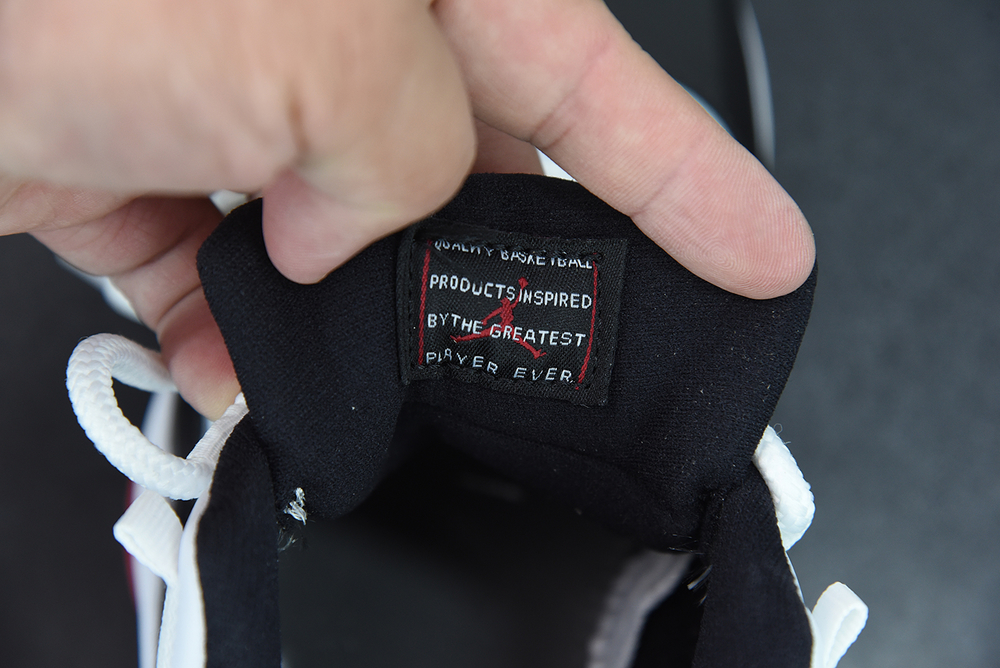 QUALITY BASKETBALL
PRODUCTS INSPIRED
BY THE GREATEST
PLAYER EVER.